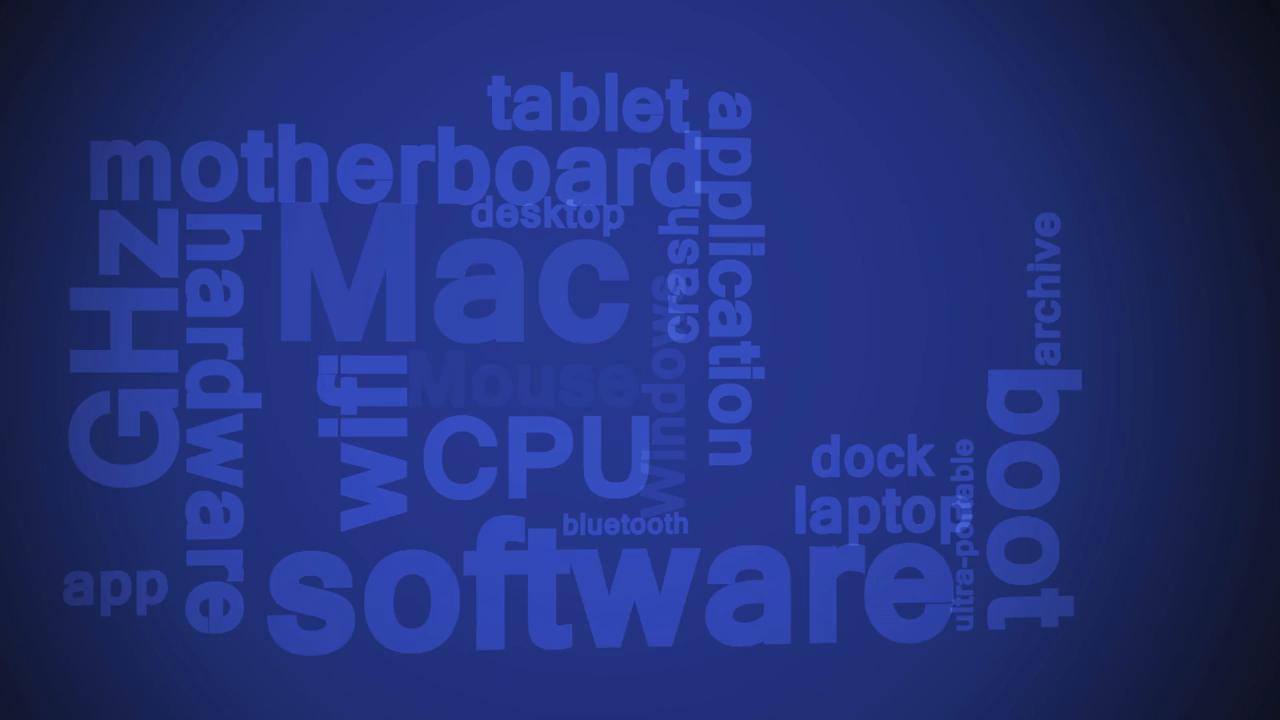 tablet
application
motherboard
desktop
GHz
hardware
Mac
crash
archive
windows
wifi
Mouse
boot
CPU
dock
ultra-portable
laptop
bluetooth
software
app